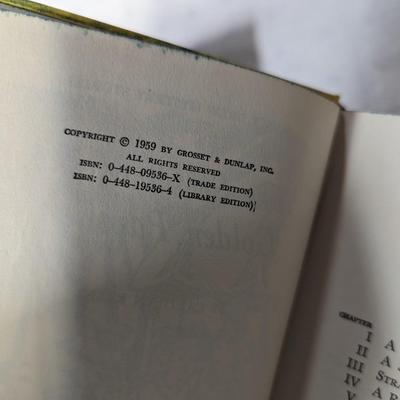 COPYRIGHT © 1959 BY GROSSET & DUNLAP, INC.
ALL RIGHTS RESERVED
ISBN: 0-448-09536-X (TRADE EDITION)
ISBN: 0-448-19536-4 (LIBRARY EDITION)
CHAPTER
I A
II A
III STRA
IV A
V